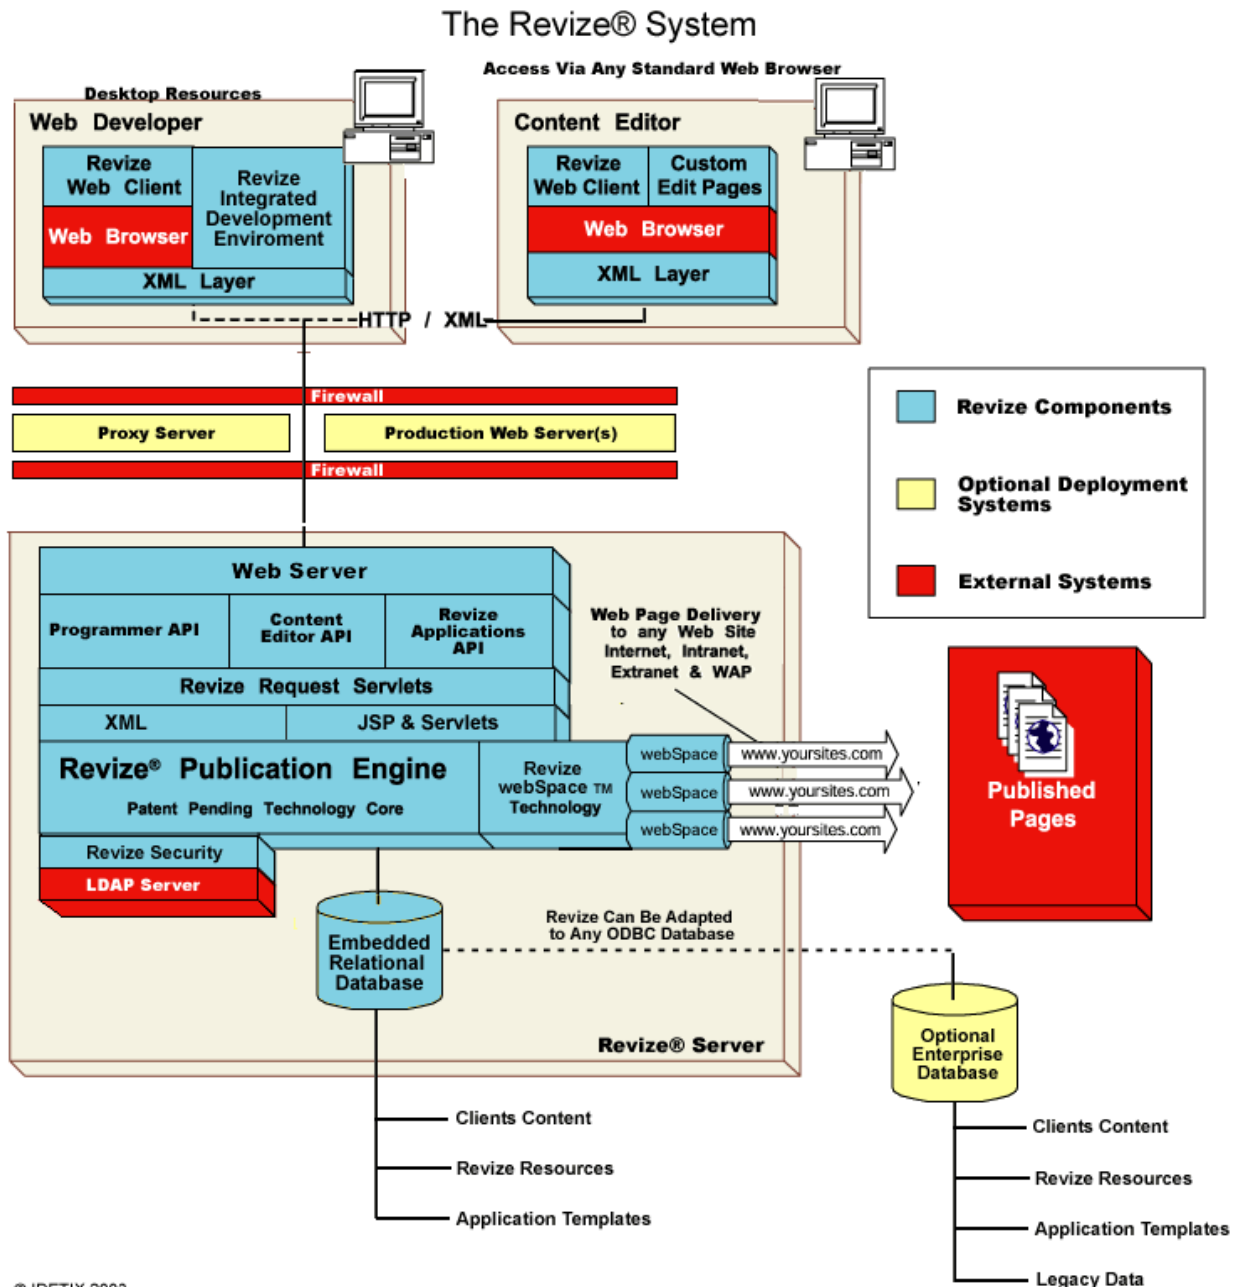 The Revize® System
Desktop Resources
Access Via Any Standard Web Browser
Web Developer
Revize
Web Client
Revize
Integrated
Development
Enviroment
Web Browser
XML Layer
Content Editor
Revize
Web Client
Custom
Edit Pages
Web Browser
XML Layer
HTTP / XML
Firewall
Proxy Server
Production Web Server(s)
Firewall
Revize Components
Optional Deployment
Systems
External Systems
Web Server
Programmer API
Content
Editor API
Revize
Applications
API
Revize Request Servlets
XML
JSP & Servlets
Revize® Publication Engine
Patent Pending Technology Core
Revize
webSpace TM
Technology
Web Page Delivery
to any Web Site
Internet, Intranet,
Extranet & WAP
webSpace
www.yoursites.com
webSpace
www.yoursites.com
webSpace
www.yoursites.com
Published
Pages
Revize Security
LDAP Server
Embedded
Relational
Database
Revize Can Be Adapted
to Any ODBC Database
Revize® Server
Optional
Enterprise
Database
Clients Content
Revize Resources
Application Templates
Clients Content
Revize Resources
Application Templates
Legacy Data